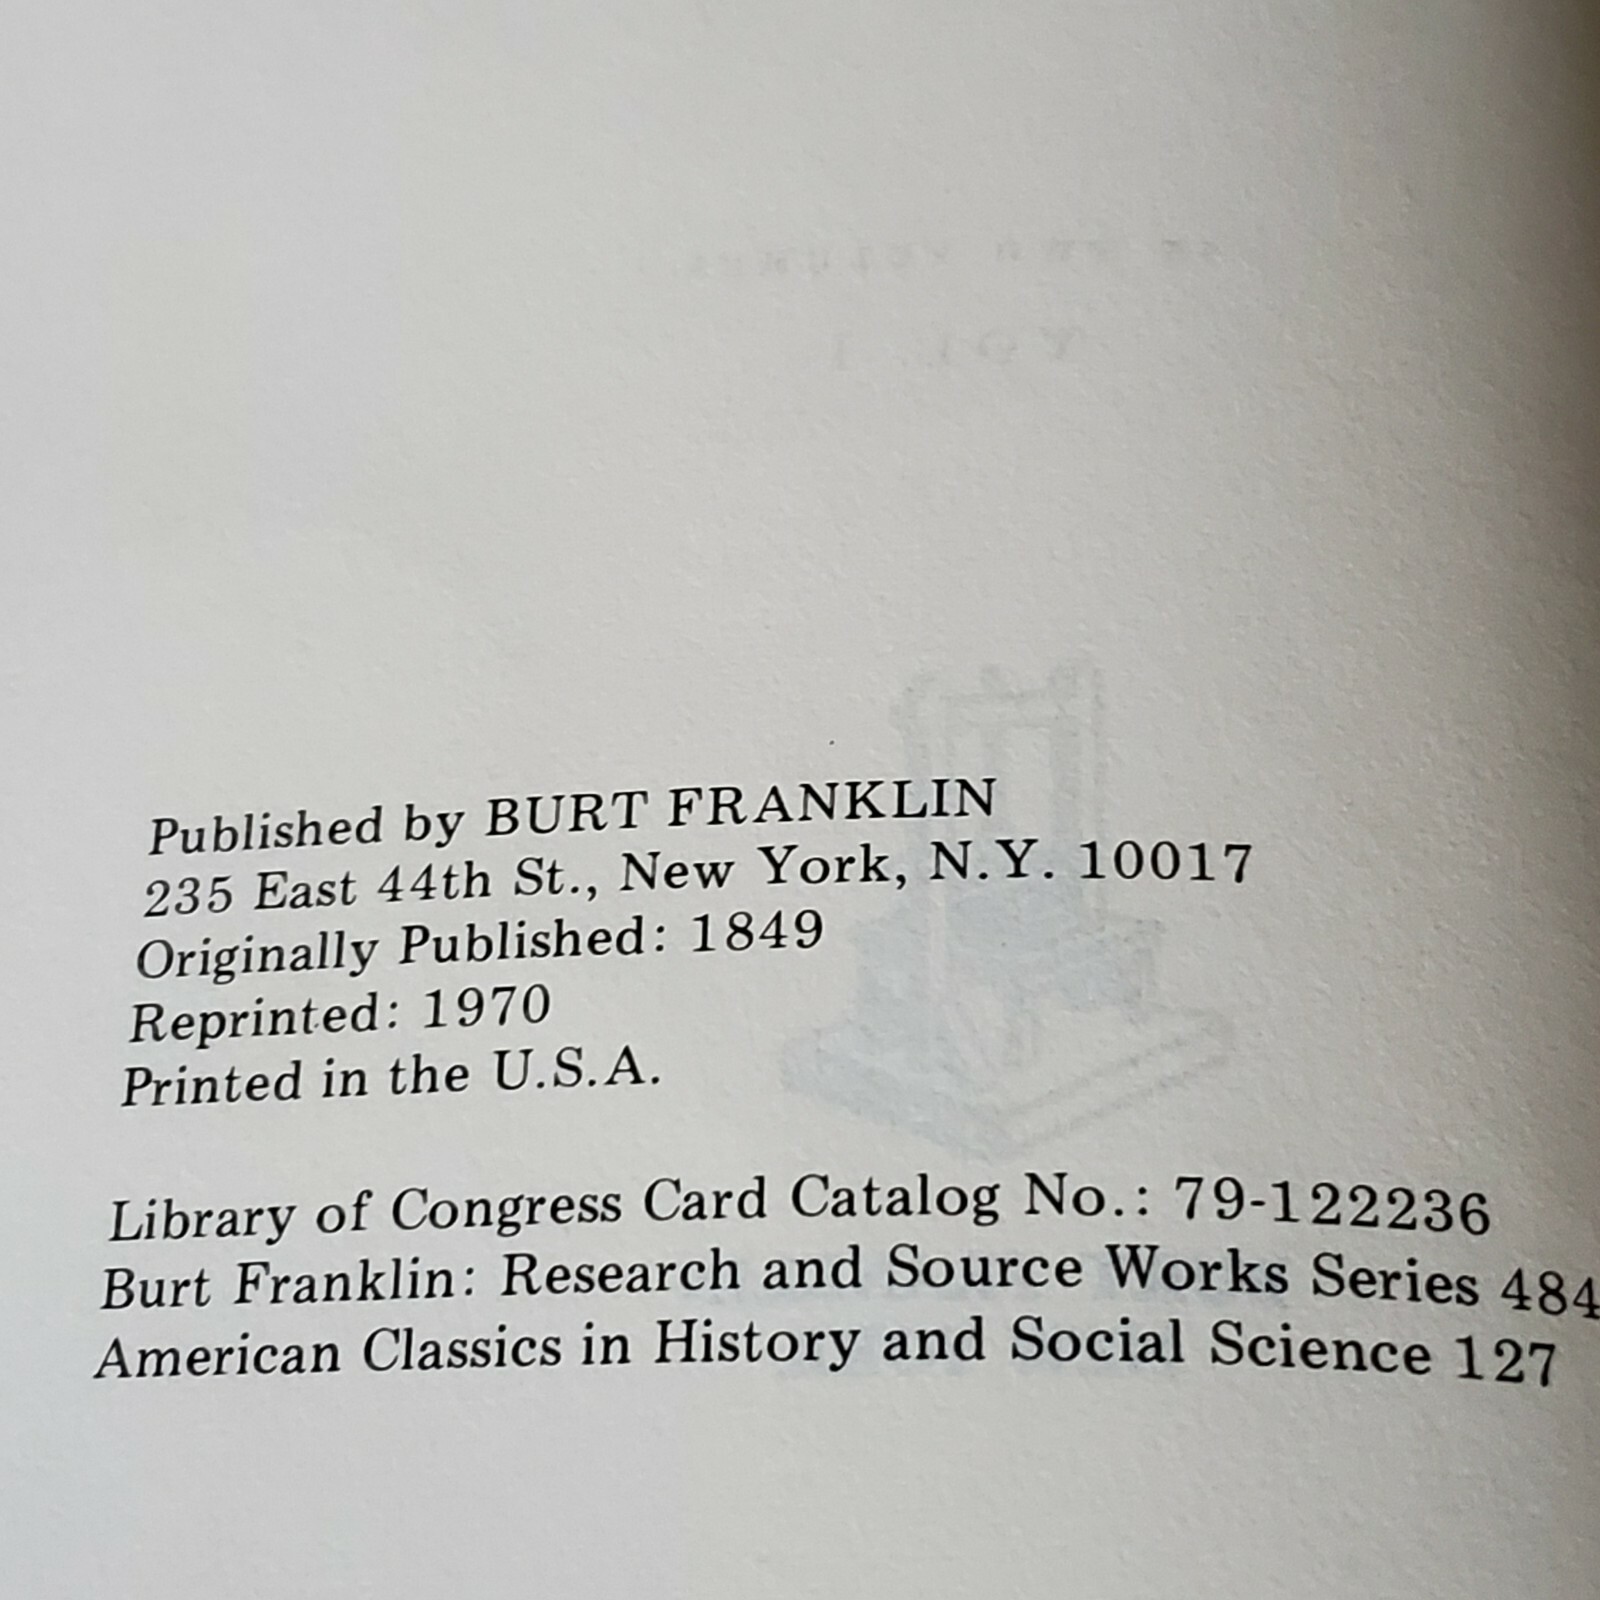 Published by BURT FRANKLIN
235 East 44th St., New York, N.Y. 10017
Originally Published: 1849
Reprinted: 1970
Printed in the U.S.A.
Library of Congress Card Catalog No.: 79-122236
Burt Franklin: Research and Source Works Series 484
American Classics in History and Social Science 127